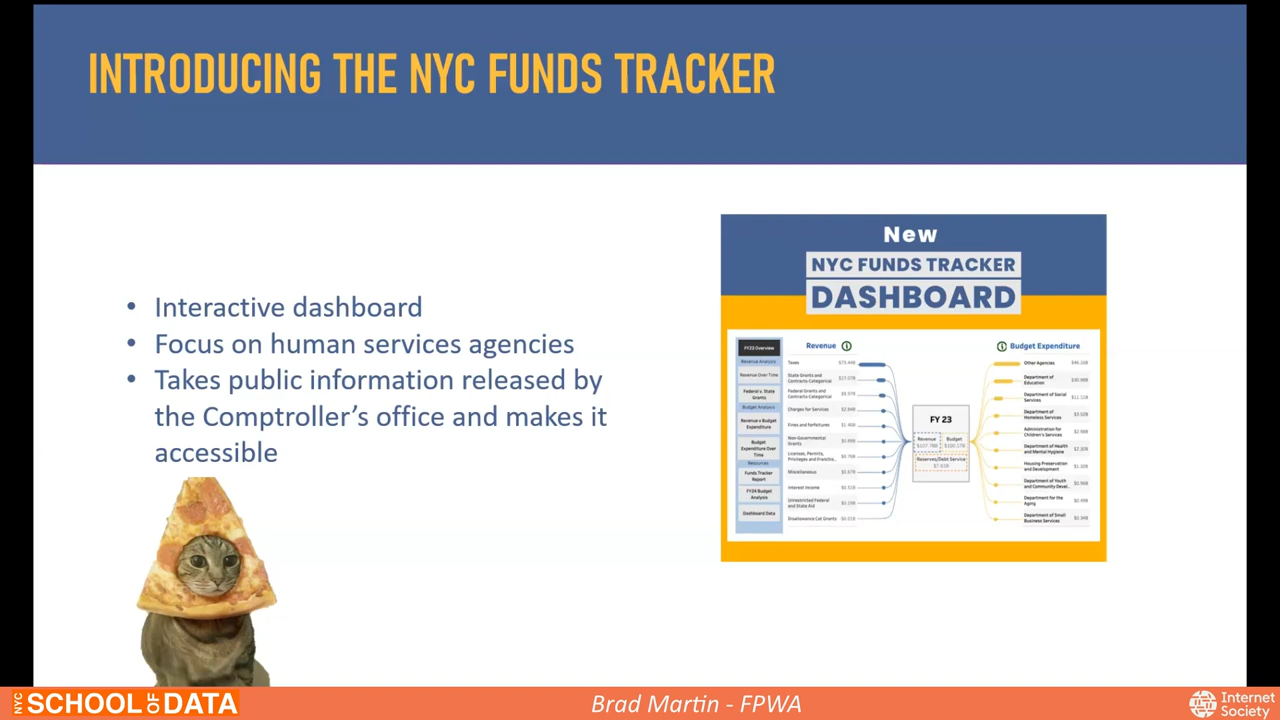 INTRODUCING THE NYC FUNDS TRACKER
• Interactive dashboard
• Focus on human services agencies
• Takes public information released by
the Comptroller's office and makes it
accessible
New
NYC FUNDS TRACKER
DASHBOARD
FY23 Overview
Revenue Analysis
Revenue Over Time
Federal v. State
Grants
Budget Analysis
Revenue v Budget
Expenditure
Budget
Expenditure Over
Time
Resources
Funds Tracker
Report
FY24 Budget
Analysis
Dashboard Data
Revenue
Taxes
State Grants and
Contracts-Categorical
Federal Grants and
Contracts-Categorical
Charges for Services
Fines and Forfeitures
Non-Governmental
Grants
Licenses, Permits,
Privileges and Franchis...
Miscellaneous
Interest Income
Unrestricted Federal
and State Aid
Disallowance Cat Grants
FY 23
Revenue
Budget
Reserves/Debt Service
Budget Expenditure
Other Agencies
Department of
Education
Department of Social
Services
Department of
Homeless Services
Administration for
Children's Services
Department of Health
and Mental Hygiene
Housing Preservation
and Development
Department of Youth
and Community Devel..
Department for the
Aging
Department of Small
Business Services
NYC SCHOOL OF DATA
Brad Martin - FPWA
Internet
Society